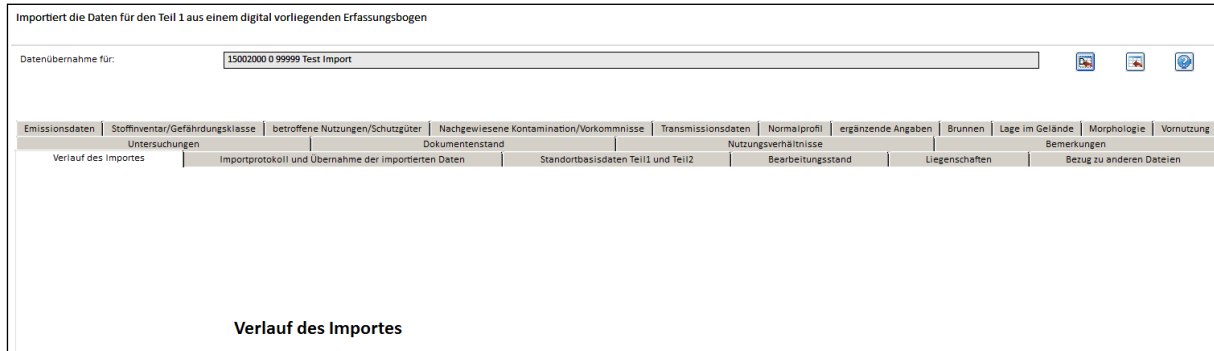 Importiert die Daten für den Teil 1 aus einem digital vorliegenden Erfassungsbogen
Datenübernahme für: 15002000 0 99999 Test Import
Emissionsdaten Stoffinventar/Gefährdungsklasse betroffene Nutzungen/Schutzgüter Nachgewiesene Kontamination/Vorkommnisse Transmissionsdaten Normalprofil ergänzende Angaben Brunnen Lage im Gelände Morphologie Vornutzung
Untersuchungen Dokumentenstand Nutzungsverhältnisse Bemerkungen
Verlauf des Importes Importprotokoll und Übernahme der importierten Daten Standortbasisdaten Teil1 und Teil2 Bearbeitungsstand Liegenschaften Bezug zu anderen Dateien
Verlauf des Importes